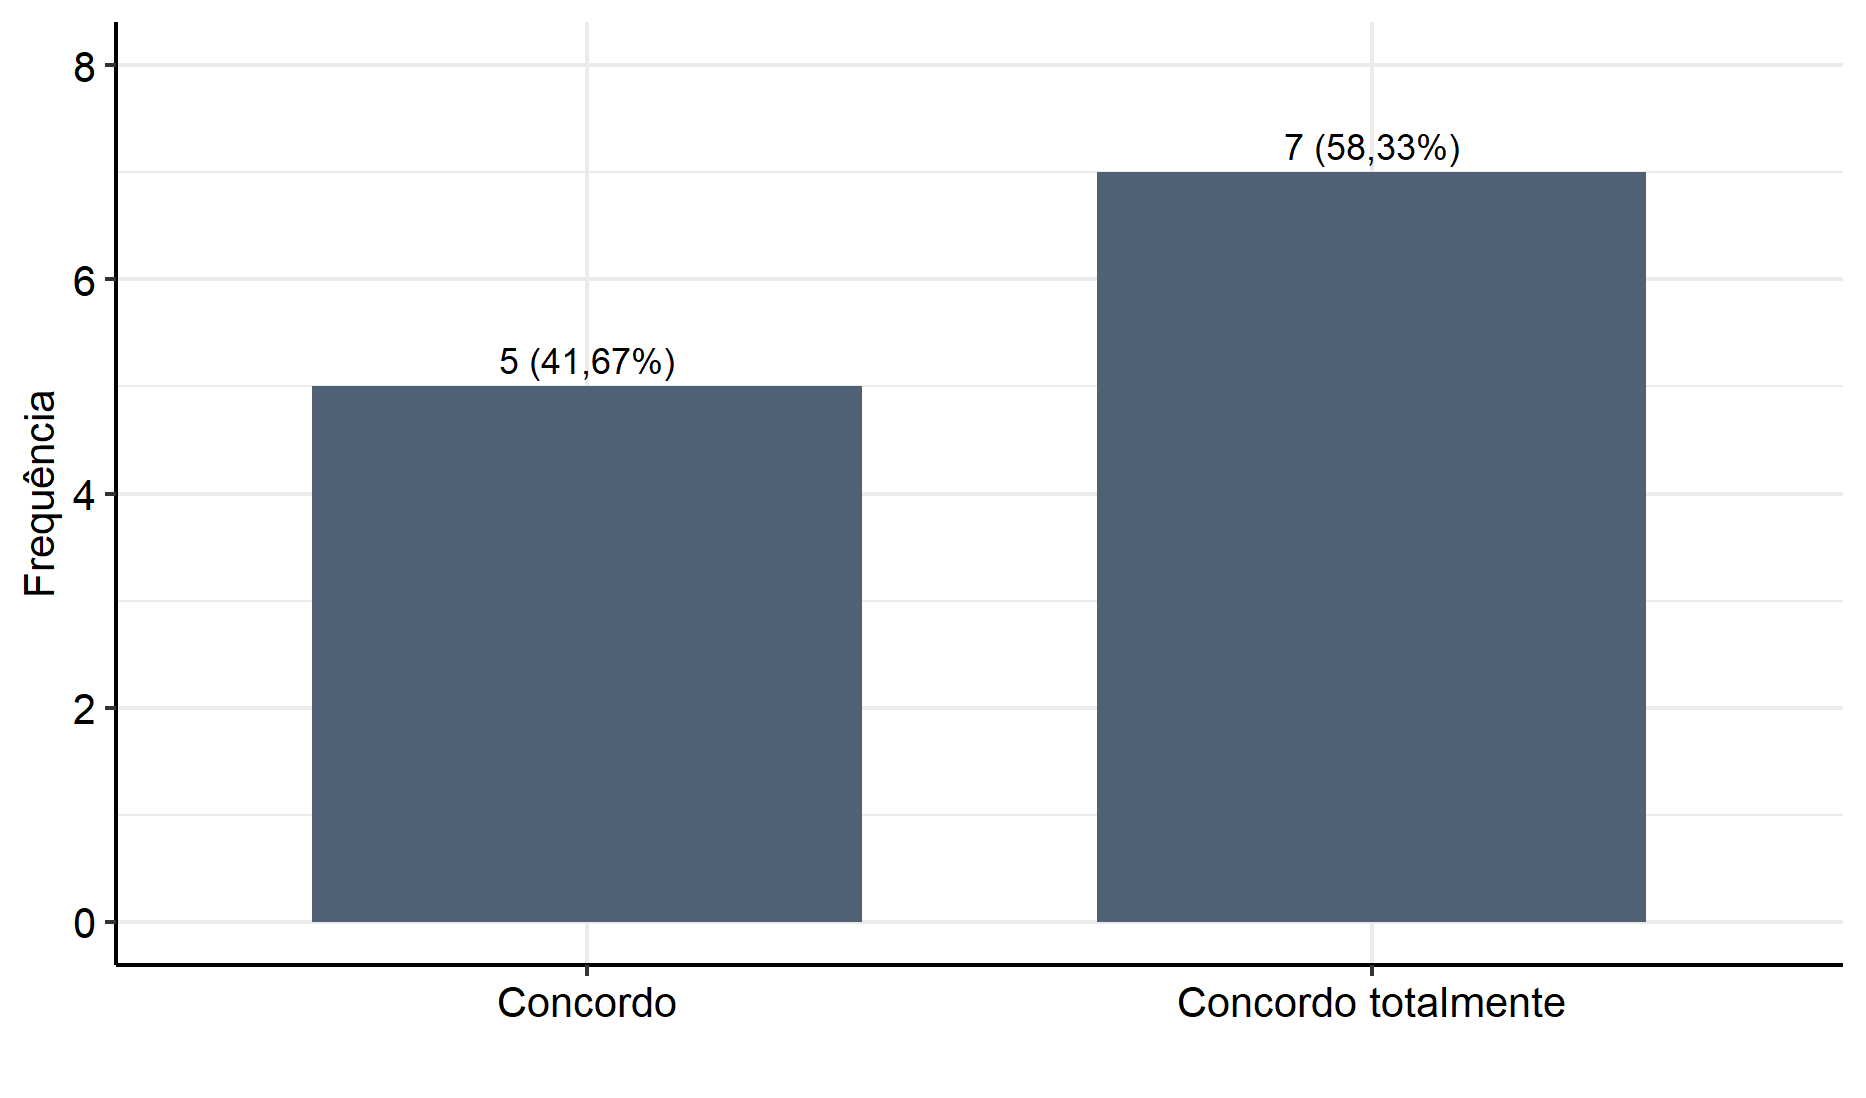 Frequência
8
6
4
2
0
7 (58,33%)
5 (41,67%)
Concordo
Concordo totalmente